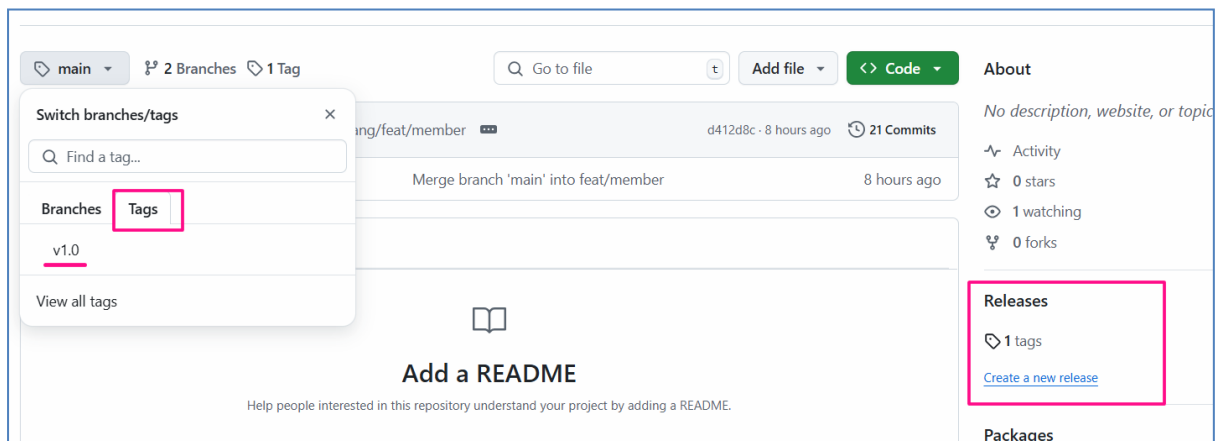 main
2 Branches
1 Tag
Go to file
t
Add file
<> Code
Switch branches/tags
Find a tag...
Branches
Tags
v1.0
View all tags
ang/feat/member
d412d8c · 8 hours ago
21 Commits
Merge branch 'main' into feat/member
8 hours ago
Add a README
Help people interested in this repository understand your project by adding a README.
About
No description, website, or topic
Activity
0 stars
1 watching
0 forks
Releases
1 tags
Create a new release
Packages